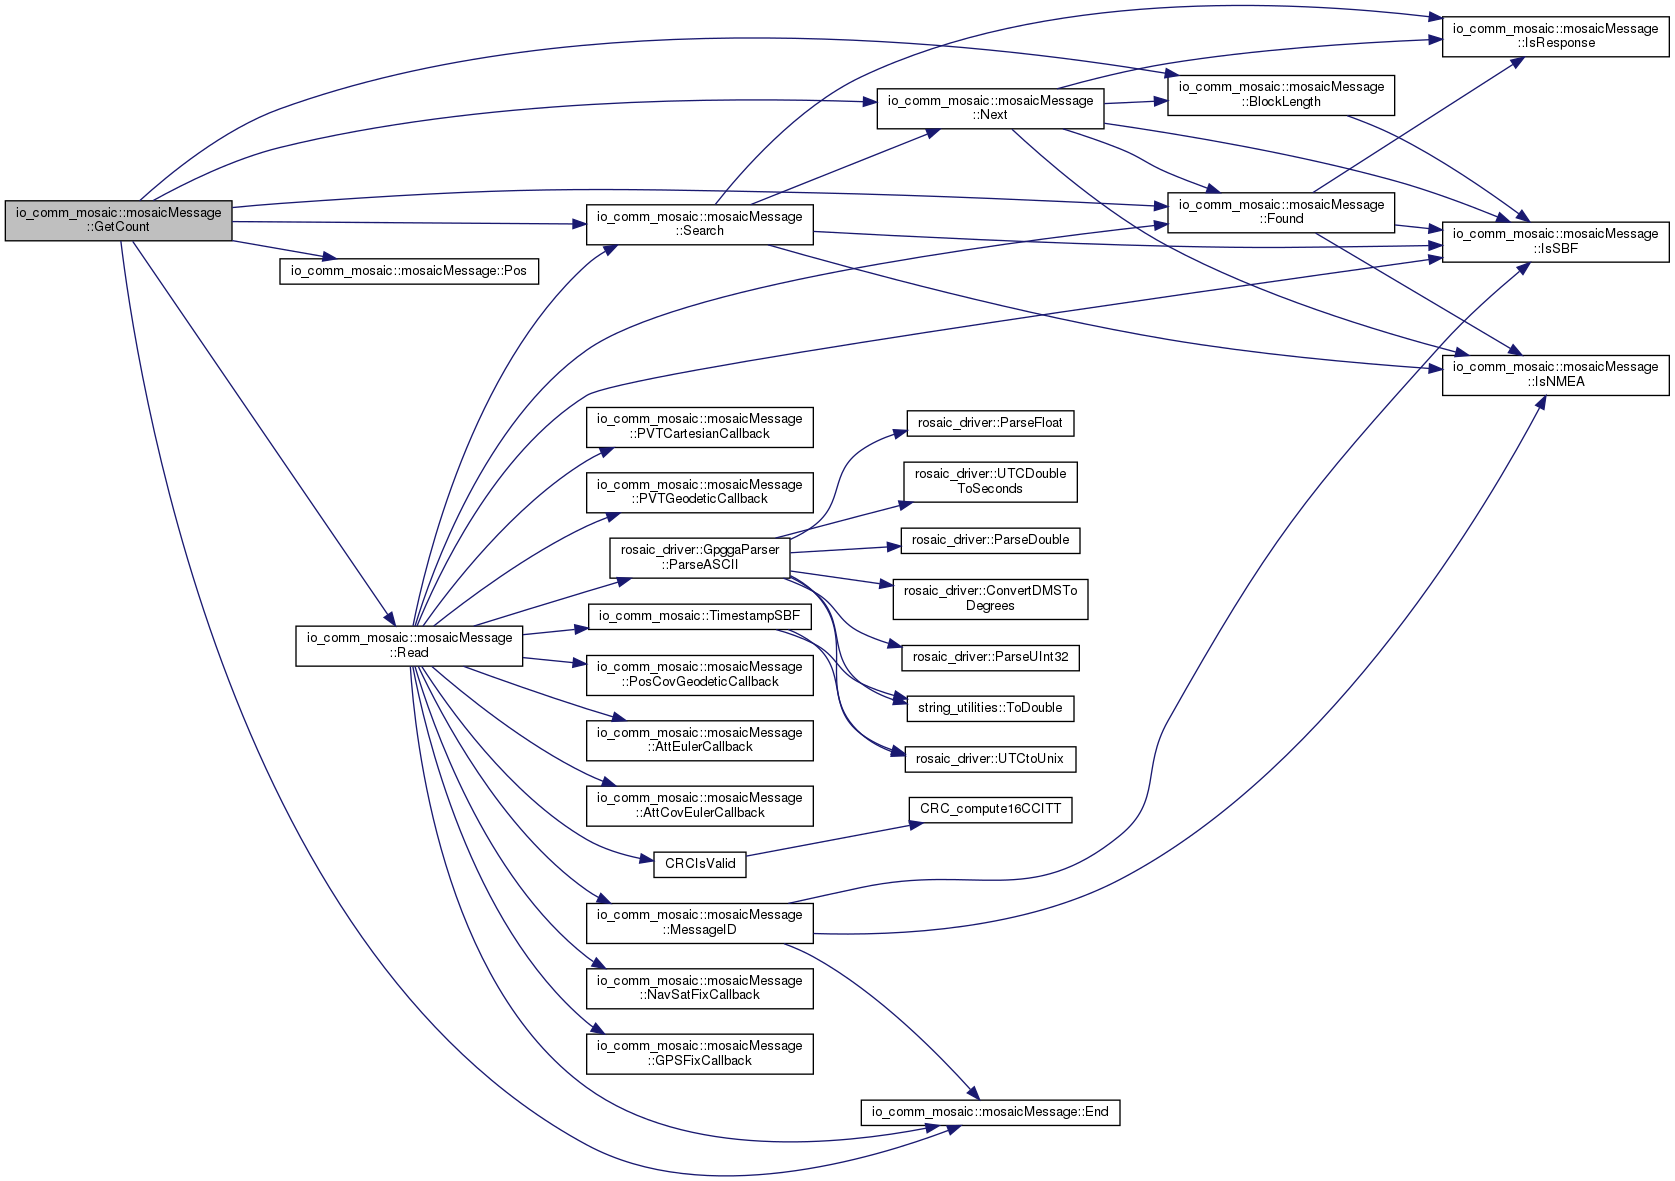 io_comm_mosaic::mosaicMessage
::GetCount
io_comm_mosaic::mosaicMessage::Pos
io_comm_mosaic::mosaicMessage
::Read
io_comm_mosaic::mosaicMessage
::Search
io_comm_mosaic::mosaicMessage
::PVTCartesianCallback
io_comm_mosaic::mosaicMessage
::PVTGeodeticCallback
rosaic_driver::GpggaParser
::ParseASCII
io_comm_mosaic::TimestampSBF
io_comm_mosaic::mosaicMessage
::PosCovGeodeticCallback
io_comm_mosaic::mosaicMessage
::AttEulerCallback
io_comm_mosaic::mosaicMessage
::AttCovEulerCallback
CRCIsValid
io_comm_mosaic::mosaicMessage
::MessageID
io_comm_mosaic::mosaicMessage
::NavSatFixCallback
io_comm_mosaic::mosaicMessage
::GPSFixCallback
io_comm_mosaic::mosaicMessage
::Next
rosaic_driver::ParseFloat
rosaic_driver::UTCDouble
ToSeconds
rosaic_driver::ParseDouble
rosaic_driver::ConvertDMSTo
Degrees
rosaic_driver::ParseUInt32
string_utilities::ToDouble
rosaic_driver::UTCtoUnix
CRC_compute16CCITT
io_comm_mosaic::mosaicMessage::End
io_comm_mosaic::mosaicMessage
::BlockLength
io_comm_mosaic::mosaicMessage
::Found
io_comm_mosaic::mosaicMessage
::IsResponse
io_comm_mosaic::mosaicMessage
::IsSBF
io_comm_mosaic::mosaicMessage
::IsNMEA